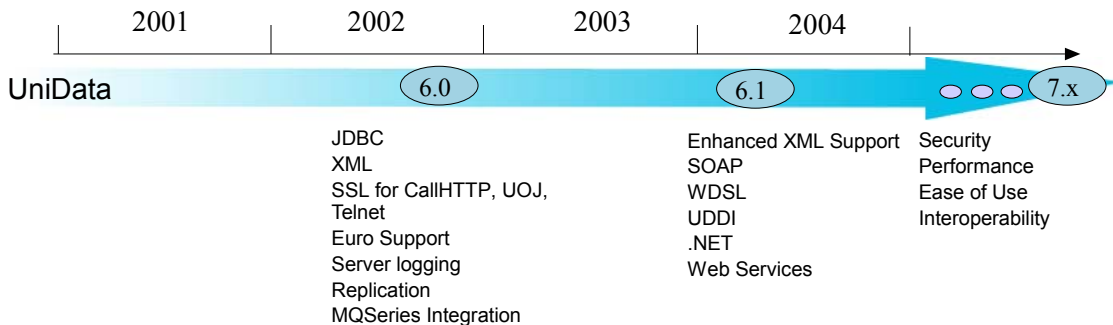 2001 2002 2003 2004
UniData 6.0 6.1 7.x
JDBC
XML
SSL for CallHTTP, UOJ,
Telnet
Euro Support
Server logging
Replication
MQSeries Integration
Enhanced XML Support
SOAP
WDSL
UDDI
.NET
Web Services
Security
Performance
Ease of Use
Interoperability